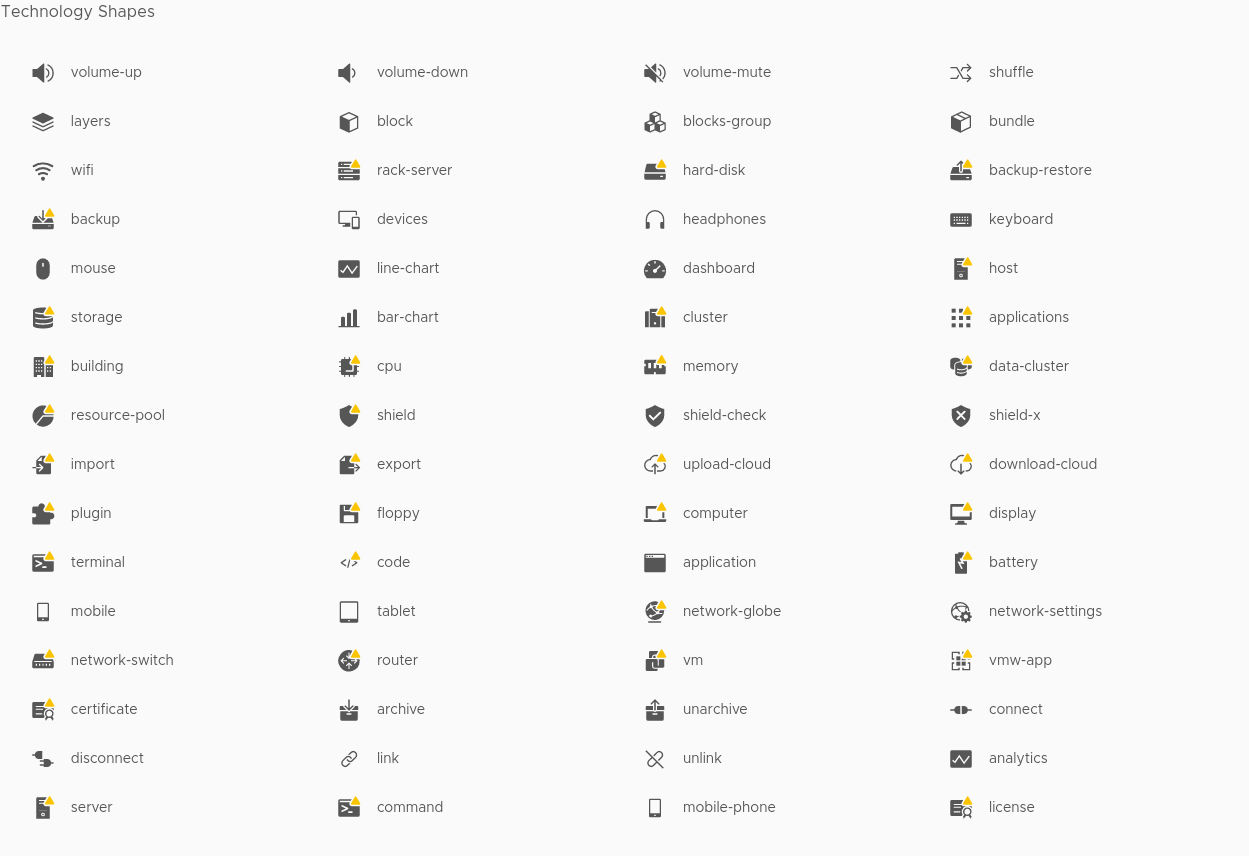 Technology Shapes
volume-up volume-down volume-mute shuffle
layers block blocks-group bundle
wifi rack-server hard-disk backup-restore
backup devices headphones keyboard
mouse line-chart dashboard host
storage bar-chart cluster applications
building cpu memory data-cluster
resource-pool shield shield-check shield-x
import export upload-cloud download-cloud
plugin floppy computer display
terminal code application battery
mobile tablet network-globe network-settings
network-switch router vm vmw-app
certificate archive unarchive connect
disconnect link unlink analytics
server command mobile-phone license